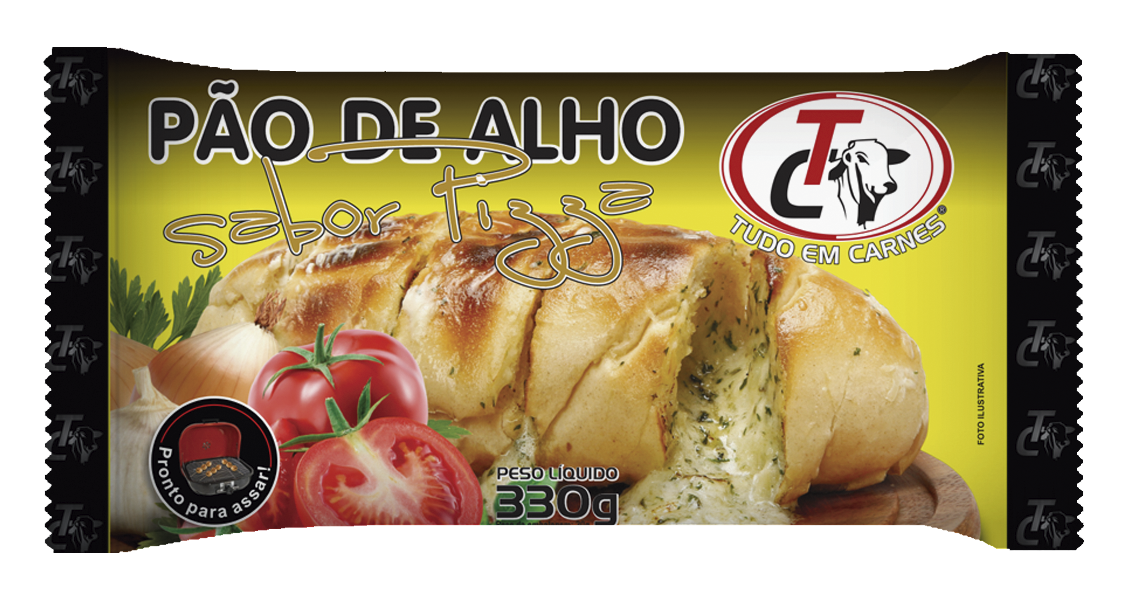 PÃO DE ALHO
sabor Pizza
TC
TUDO EM CARNES®
FOTO ILUSTRATIVA
Pronto para assar!
PESO LÍQUIDO
330g